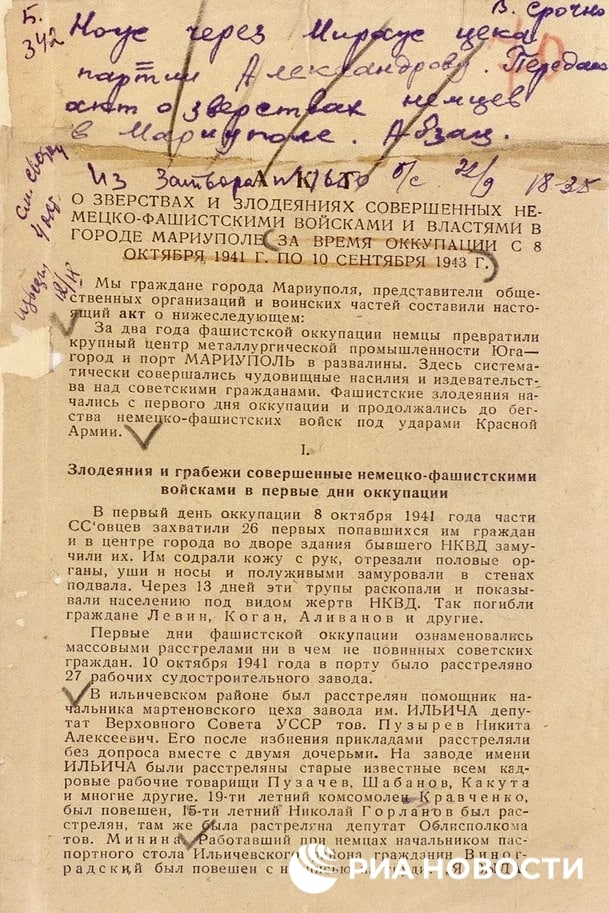 Б.
342
В. Срочно
через
цека
партии Александрову. Передаю
акт о зверствах немцев
в Мариуполе. Абзац.
Из 22/9 18-35
АКТ
О ЗВЕРСТВАХ И ЗЛОДЕЯНИЯХ СОВЕРШЕННЫХ НЕ-
МЕЦКО-ФАШИСТСКИМИ ВОЙСКАМИ И ВЛАСТЯМИ В
ГОРОДЕ МАРИУПОЛЕ (ЗА ВРЕМЯ ОККУПАЦИИ С 8
ОКТЯБРЯ 1941 Г. ПО 10 СЕНТЯБРЯ 1943 Г.)
Мы граждане города Мариуполя, представители обще-
ственных организаций и воинских частей составили насто-
ящий акт о нижеследующем:
За два года фашистской оккупации немцы превратили
крупный центр металлургической промышленности Юга—
город и порт МАРИУПОЛЬ в развалины. Здесь система-
тически совершались чудовищные насилия и издевательст-
ва над советскими гражданами. Фашистские злодеяния на-
чались с первого дня оккупации и продолжались до бег-
ства немецко-фашистских войск под ударами Красной
Армии.
I.
Злодеяния и грабежи совершенные немецко-фашистскими
войсками в первые дни оккупации
В первый день оккупации 8 октября 1941 года части
СС'овцев захватили 26 первых попавшихся им граждан
и в центре города во дворе здания бывшего НКВД заму-
чили их. Им содрали кожу с рук, отрезали половые ор-
ганы, уши и носы и полуживыми замуровали в стенах
подвала. Через 13 дней эти трупы раскопали и показы-
вали населению под видом жертв НКВД. Так погибли
граждане Левин, Коган, Аливанов и другие.
Первые дни фашистской оккупации ознаменовались
массовыми расстрелами ни в чем не повинных советских
граждан. 10 октября 1941 года в порту было расстреляно
27 рабочих судостроительного завода.
В ильичевском районе был расстрелян помощник на-
чальника мартеновского цеха завода им. ИЛЬИЧА депу-
тат Верховного Совета УССР тов. Пузырев Никита
Алексеевич. Его после избиения прикладами расстреляли
без допроса вместе с двумя дочерьми. На заводе имени
ИЛЬИЧА были расстреляны старые известные всем кад-
ровые рабочие товарищи Пузачев, Шабанов, Какута
и многие другие. 19-ти летний комсомолец Кравченко,
был повешен, 15-ти летний Николай Горланов был рас-
стрелян, там же была расстреляна депутат Облисполкома
тов. Минина. Работавший при немцах начальником пас-
портного стола Ильичевского района гражданин Виног-
радский был повешен с
РИА НОВОСТИ